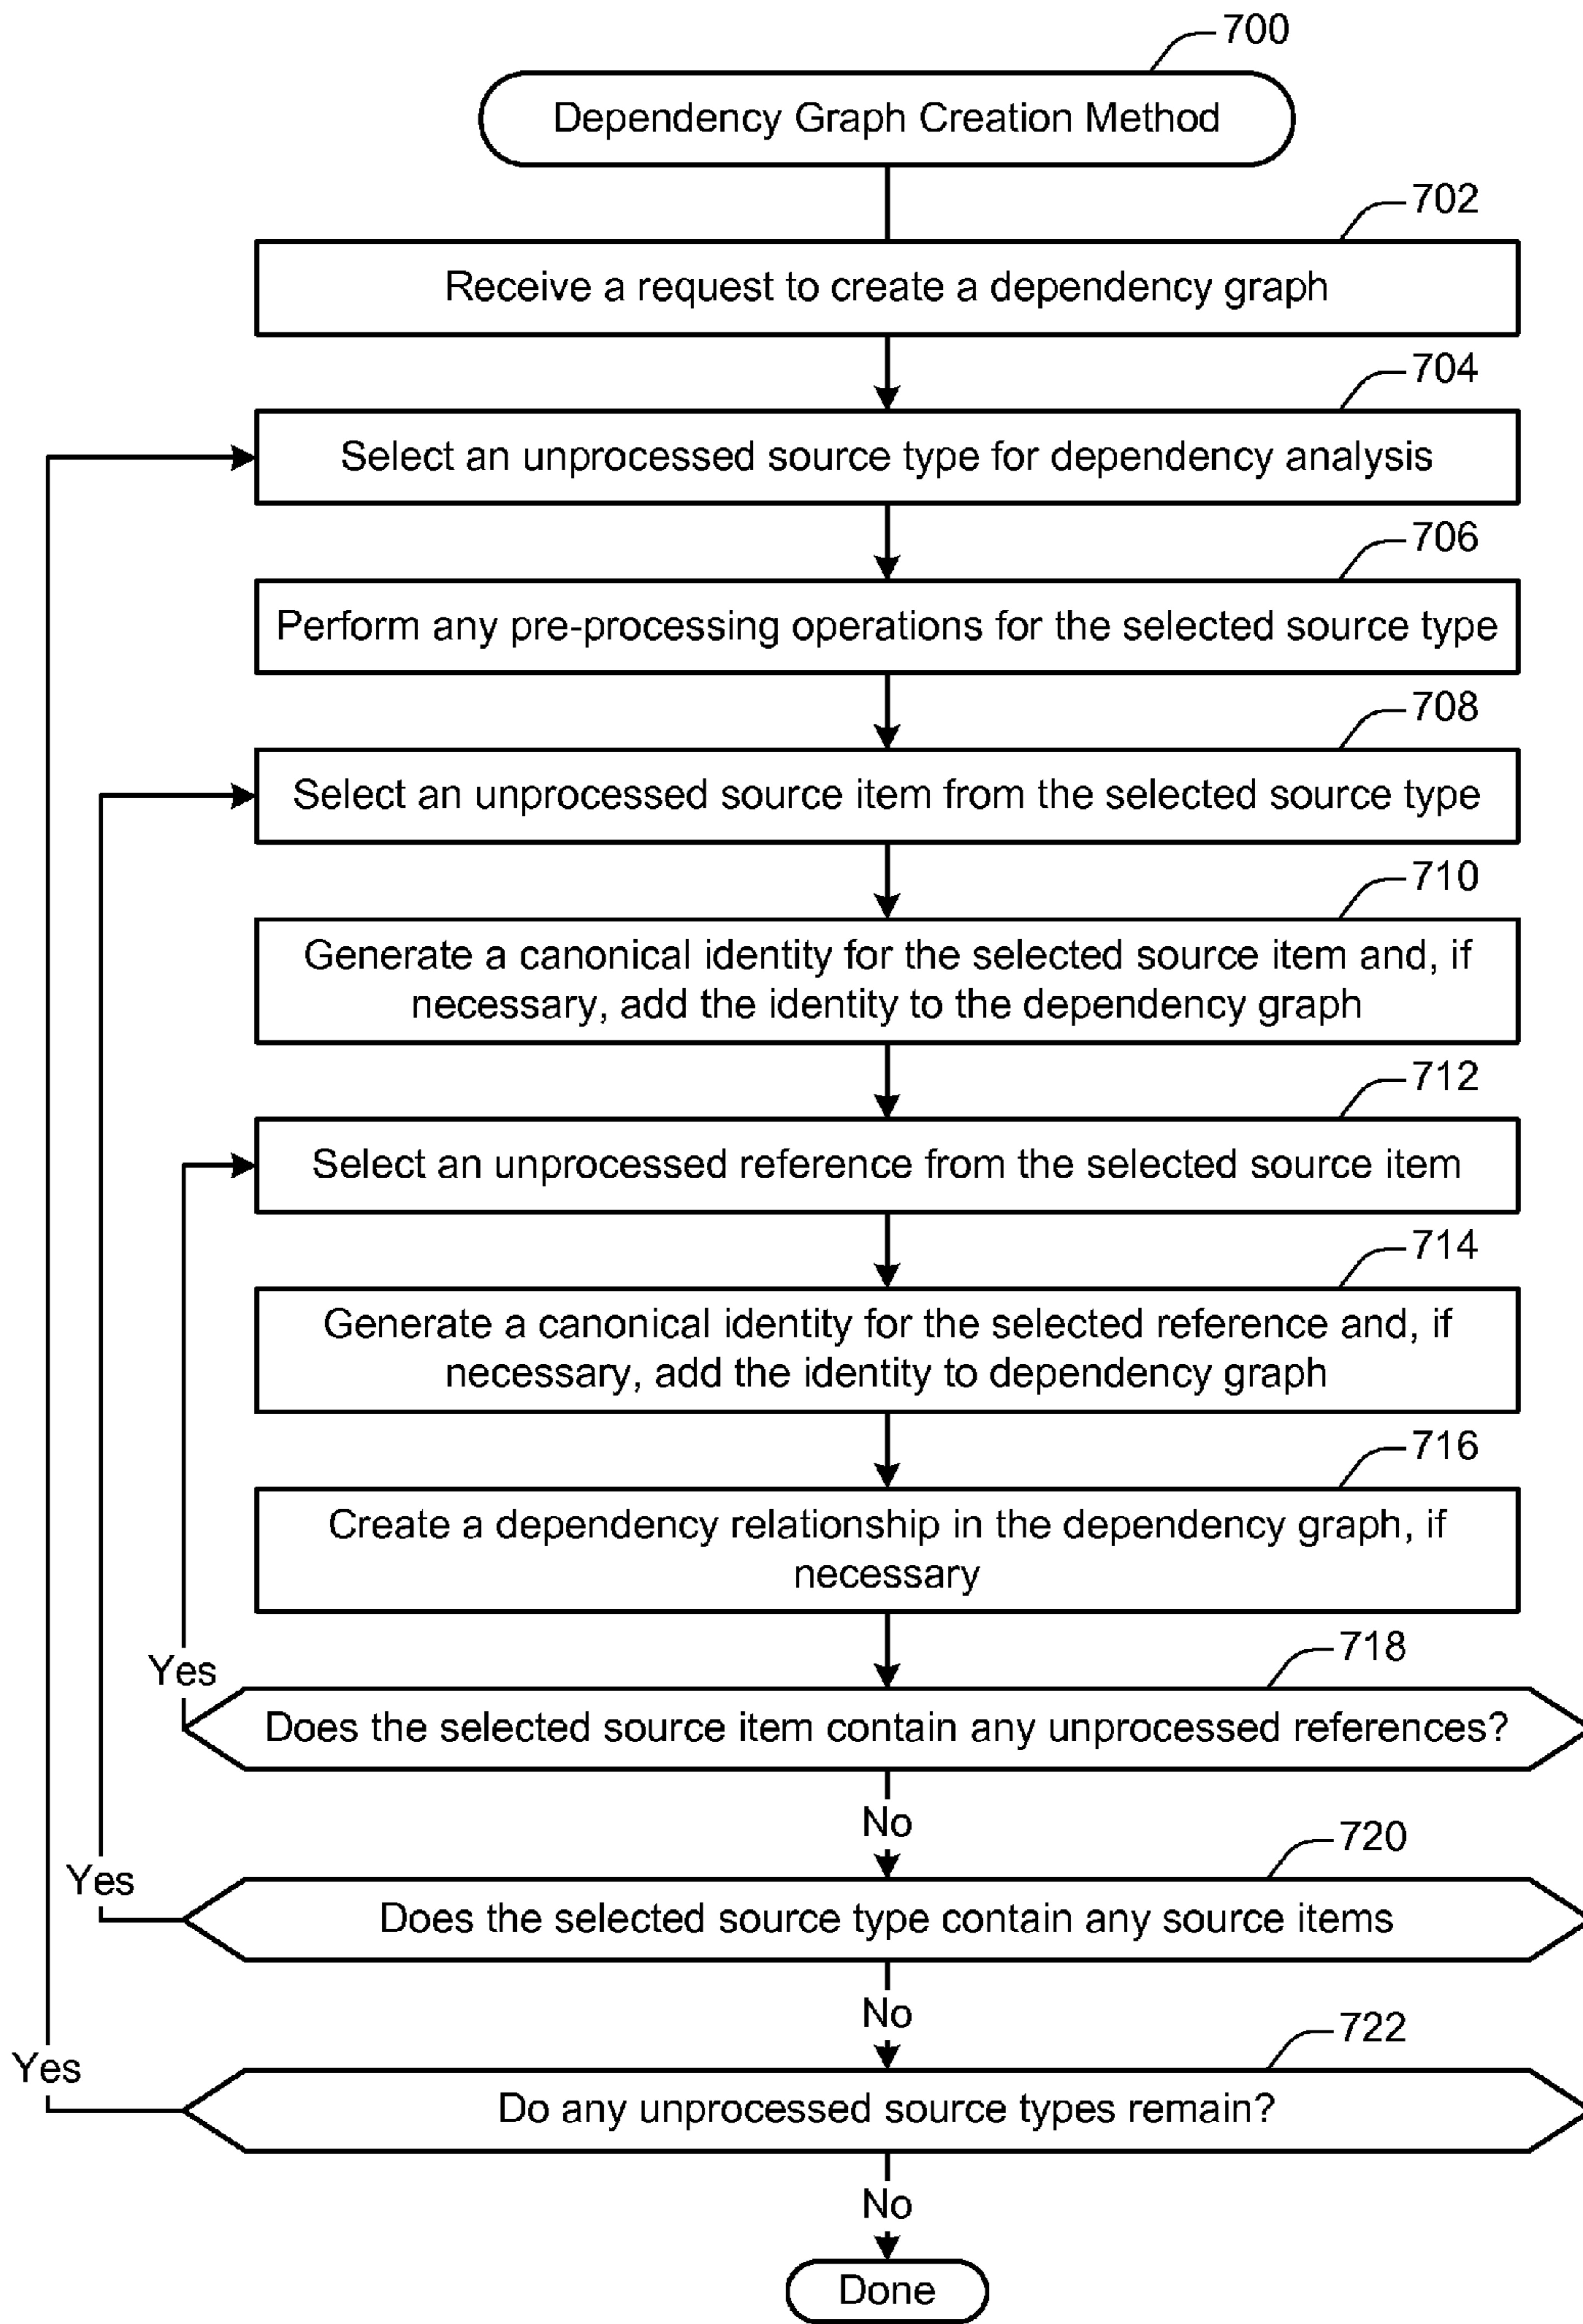 700
Dependency Graph Creation Method
702
Receive a request to create a dependency graph
704
Select an unprocessed source type for dependency analysis
706
Perform any pre-processing operations for the selected source type
708
Select an unprocessed source item from the selected source type
710
Generate a canonical identity for the selected source item and, if
necessary, add the identity to the dependency graph
712
Select an unprocessed reference from the selected source item
714
Generate a canonical identity for the selected reference and, if
necessary, add the identity to dependency graph
716
Create a dependency relationship in the dependency graph, if
necessary
718
Yes
Does the selected source item contain any unprocessed references?
No
720
Yes
Does the selected source type contain any source items
No
722
Yes
Do any unprocessed source types remain?
No
Done